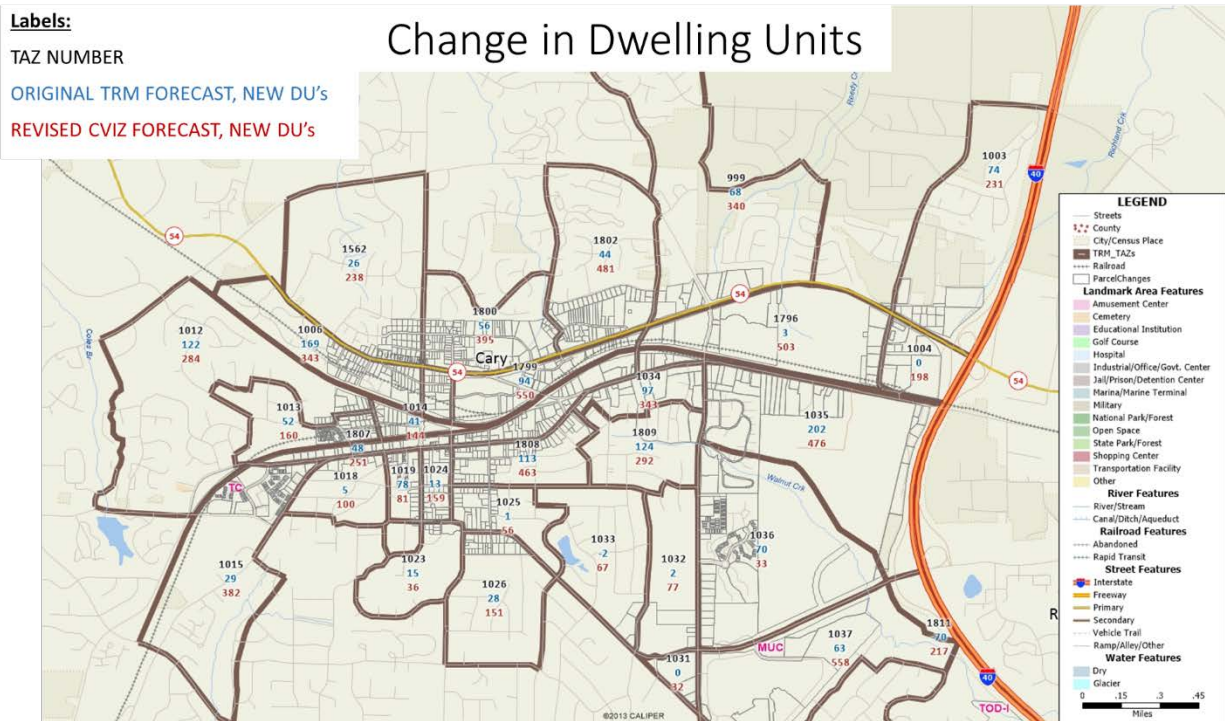 Labels:
TAZ NUMBER
ORIGINAL TRM FORECAST, NEW DU's
REVISED CVIZ FORECAST, NEW DU's
Change in Dwelling Units
Reedy Cr
Richland Crk
1003
74
231
40
999
68
340
54
1562
26
238
1802
44
481
54
1012
122
284
1006
169
343
1800
56
395
1796
3
503
1004
0
198
Coles Br
Cary
54
1799
94
550
54
1034
97
343
1013
52
160
1014
41
144
1035
202
476
1807
48
251
1808
113
463
1809
124
292
1018
5
100
1019
78
81
1024
13
159
TC
Walnut Crk
1025
1
56
1033
-2
67
1032
2
77
1036
70
33
1015
29
382
1023
15
36
1026
28
151
1811
70
217
R
1037
63
558
MUC
1031
0
32
40
TOD-I
©2013 CALIPER
LEGEND
Streets
County
City/Census Place
TRM_TAZs
Railroad
ParcelChanges
Landmark Area Features
Amusement Center
Cemetery
Educational Institution
Golf Course
Hospital
Industrial/Office/Govt. Center
Jail/Prison/Detention Center
Marina/Marine Terminal
Military
National Park/Forest
Open Space
State Park/Forest
Shopping Center
Transportation Facility
Other
River Features
River/Stream
Canal/Ditch/Aqueduct
Railroad Features
Abandoned
Rapid Transit
Street Features
Interstate
Freeway
Primary
Secondary
Vehicle Trail
Ramp/Alley/Other
Water Features
Dry
Glacier
0 .15 .3 .45
Miles